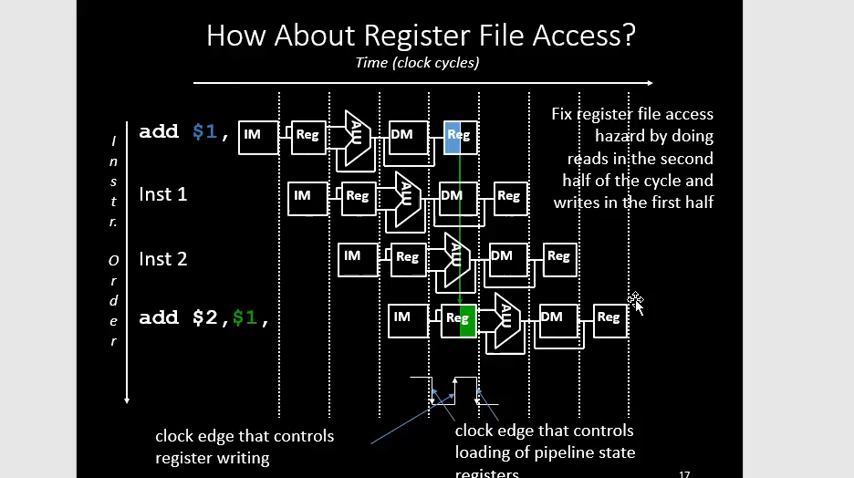 How About Register File Access?
Time (clock cycles)
Instr. Order
add $1,
IM
Reg
ALU
DM
Reg
Fix register file access
hazard by doing
reads in the second
half of the cycle and
writes in the first half
Inst 1
IM
Reg
ALU
DM
Reg
Inst 2
IM
Reg
ALU
DM
Reg
add $2,$1,
IM
Reg
ALU
DM
Reg
clock edge that controls
register writing
clock edge that controls
loading of pipeline state
registers
17